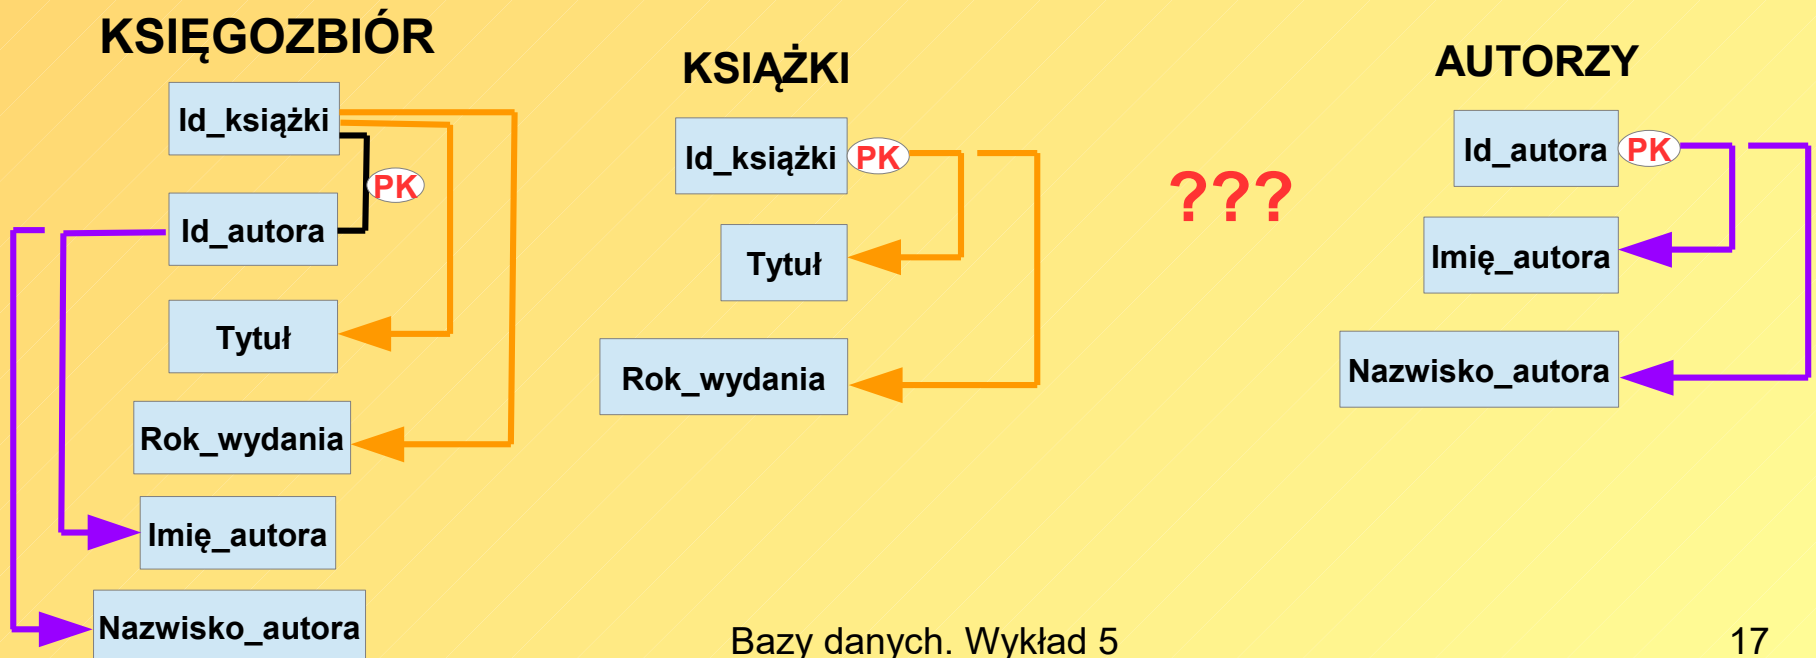 KSIĘGOZBIÓR
Id_książki
PK
Id_autora
Tytuł
Rok_wydania
Imię_autora
Nazwisko_autora
KSIĄŻKI
Id_książki PK
Tytuł
Rok_wydania
???
AUTORZY
Id_autora PK
Imię_autora
Nazwisko_autora
Bazy danych. Wykład 5
17